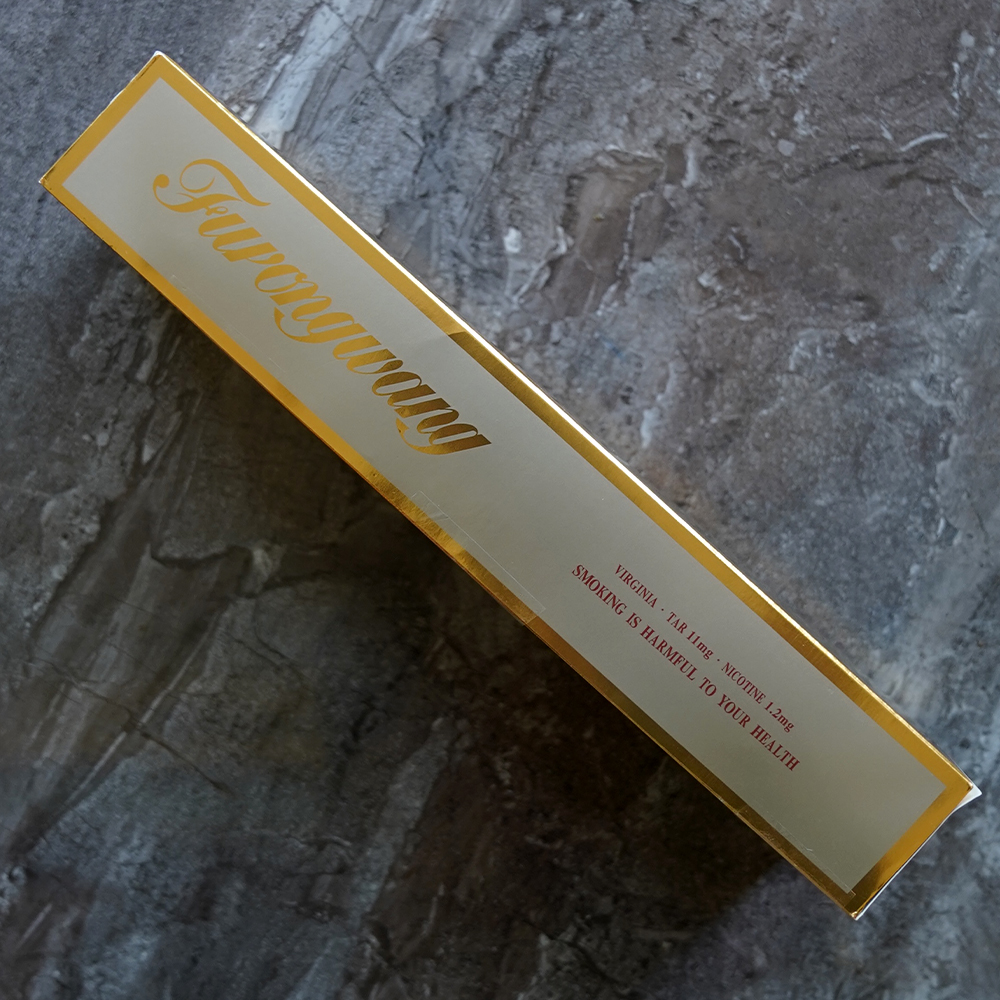 Furongwang
VIRGINIA · TAR 11mg · NICOTINE 1.2mg
SMOKING IS HARMFUL TO YOUR HEALTH